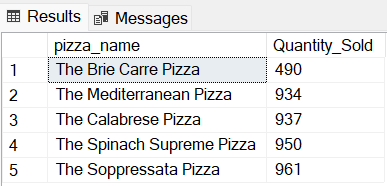 Results Messages
pizza_name Quantity_Sold
1 The Brie Carre Pizza 490
2 The Mediterranean Pizza 934
3 The Calabrese Pizza 937
4 The Spinach Supreme Pizza 950
5 The Soppressata Pizza 961